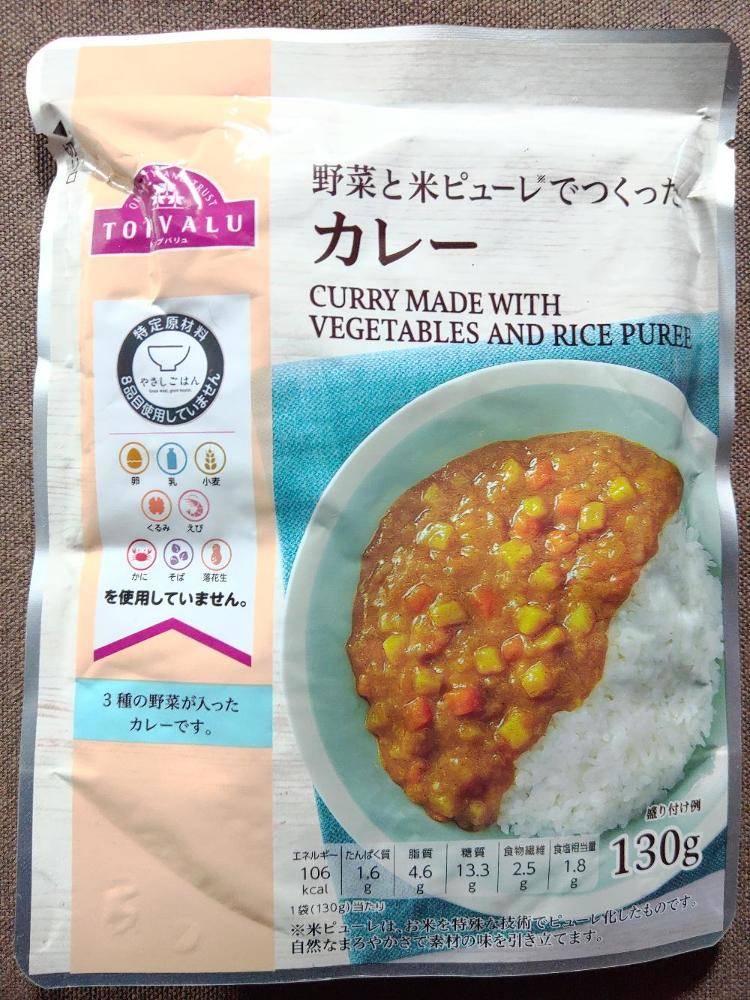 TOPVALU
トップバリュ
野菜と米ピューレ※でつくった
カレー
CURRY MADE WITH
VEGETABLES AND RICE PUREE
特定原材料
やさしごはん
8品目使用していません
卵 乳 小麦
くるみ えび
かに そば 落花生
を使用していません。
3種の野菜が入った
カレーです。
盛り付け例
130g
エネルギー たんぱく質 脂質 糖質 食物繊維 食塩相当量
106 1.6 4.6 13.3 2.5 1.8
kcal g g g g g
1袋(130g)当たり
※米ピューレは、お米を特殊な技術でピューレ化したものです。
自然なまろやかさで素材の味を引き立てます。